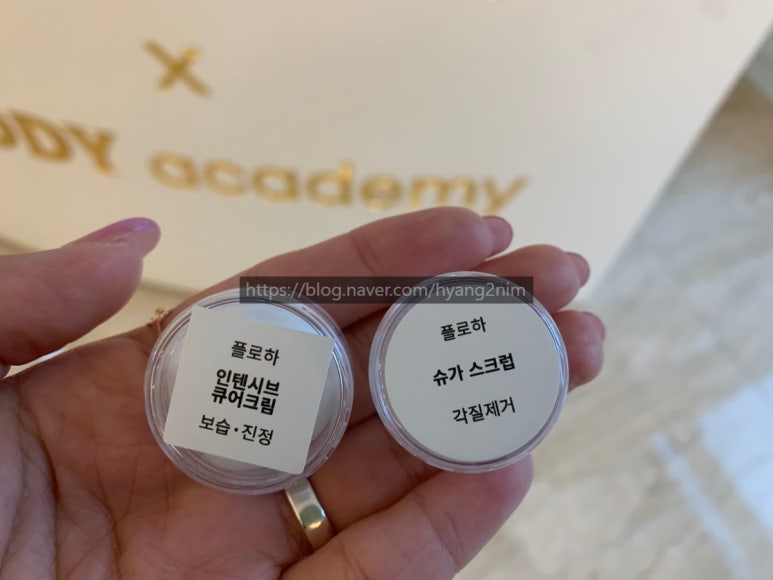 ×
DDY academy
https://blog.naver.com/hyang2nim
플로하
인텐시브
큐어크림
보습·진정
플로하
슈가 스크럽
각질제거